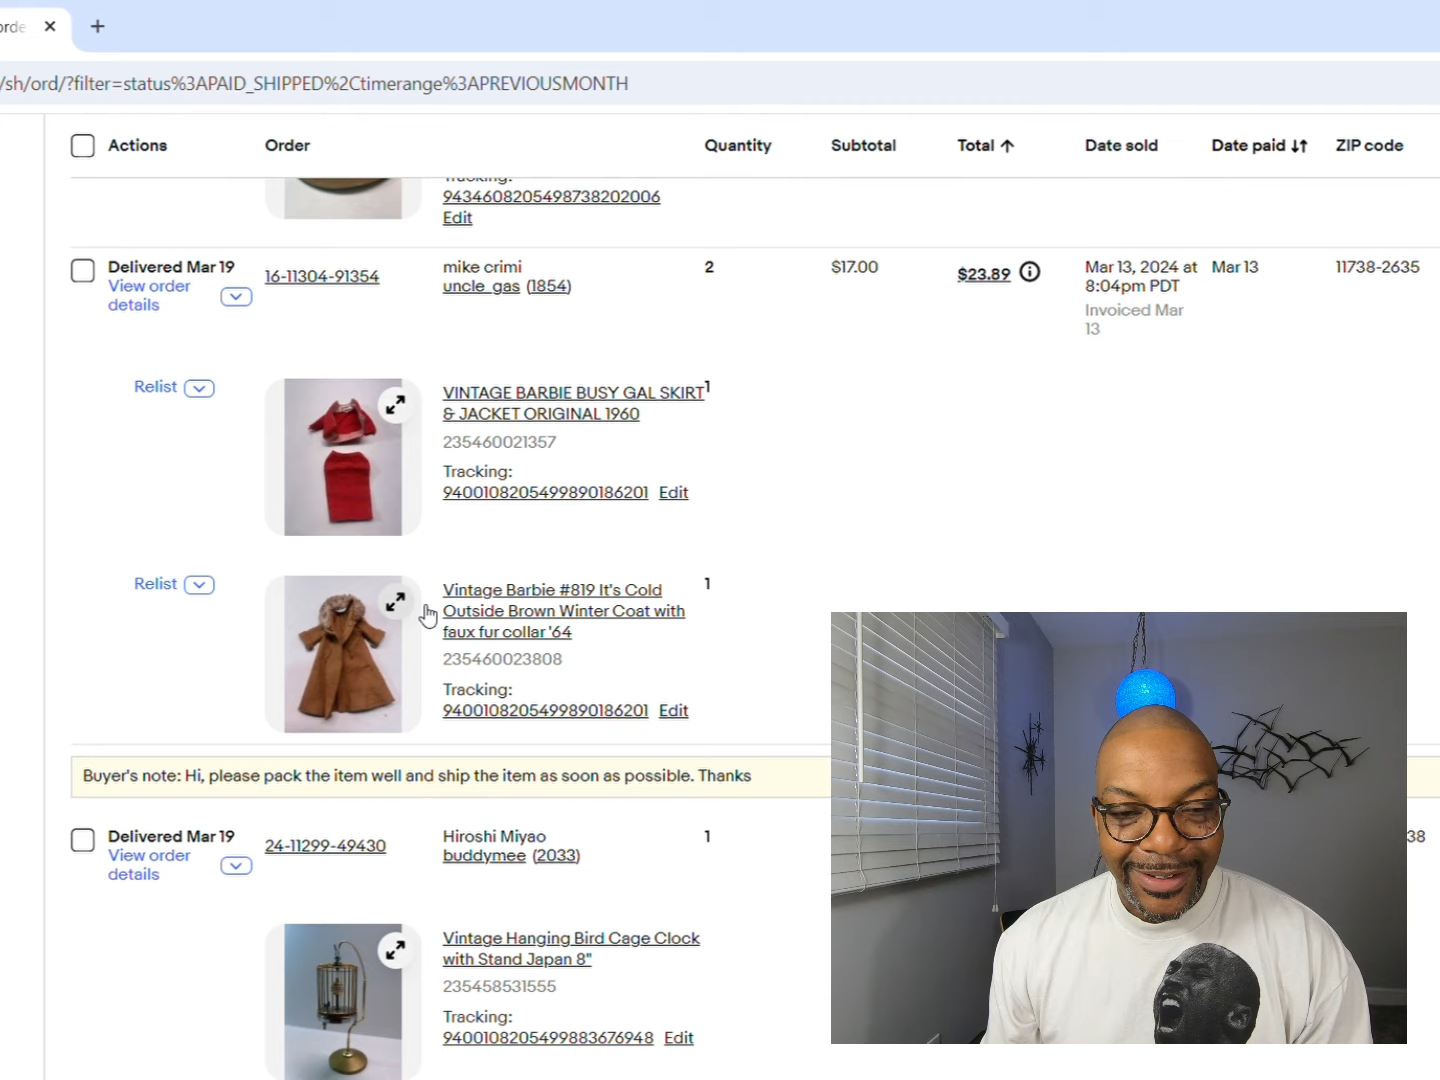 orde
/sh/ord/?filter=status%3APAID_SHIPPED%2Ctimerange%3APREVIOUSMONTH
Actions Order Quantity Subtotal Total Date sold Date paid ZIP code
Tracking:
9434608205498738202006
Edit
Delivered Mar 19
View order
details
16-11304-91354
mike crimi
uncle_gas (1854)
2
$17.00
$23.89
Mar 13, 2024 at
8:04pm PDT
Invoiced Mar
13
Mar 13
11738-2635
Relist
VINTAGE BARBIE BUSY GAL SKIRT
& JACKET ORIGINAL 1960
1
235460021357
Tracking:
9400108205499890186201 Edit
Relist
Vintage Barbie #819 It's Cold
Outside Brown Winter Coat with
faux fur collar '64
1
235460023808
Tracking:
9400108205499890186201 Edit
Buyer's note: Hi, please pack the item well and ship the item as soon as possible. Thanks
Delivered Mar 19
View order
details
24-11299-49430
Hiroshi Miyao
buddymee (2033)
1
38
Vintage Hanging Bird Cage Clock
with Stand Japan 8"
235458531555
Tracking:
9400108205499883676948 Edit